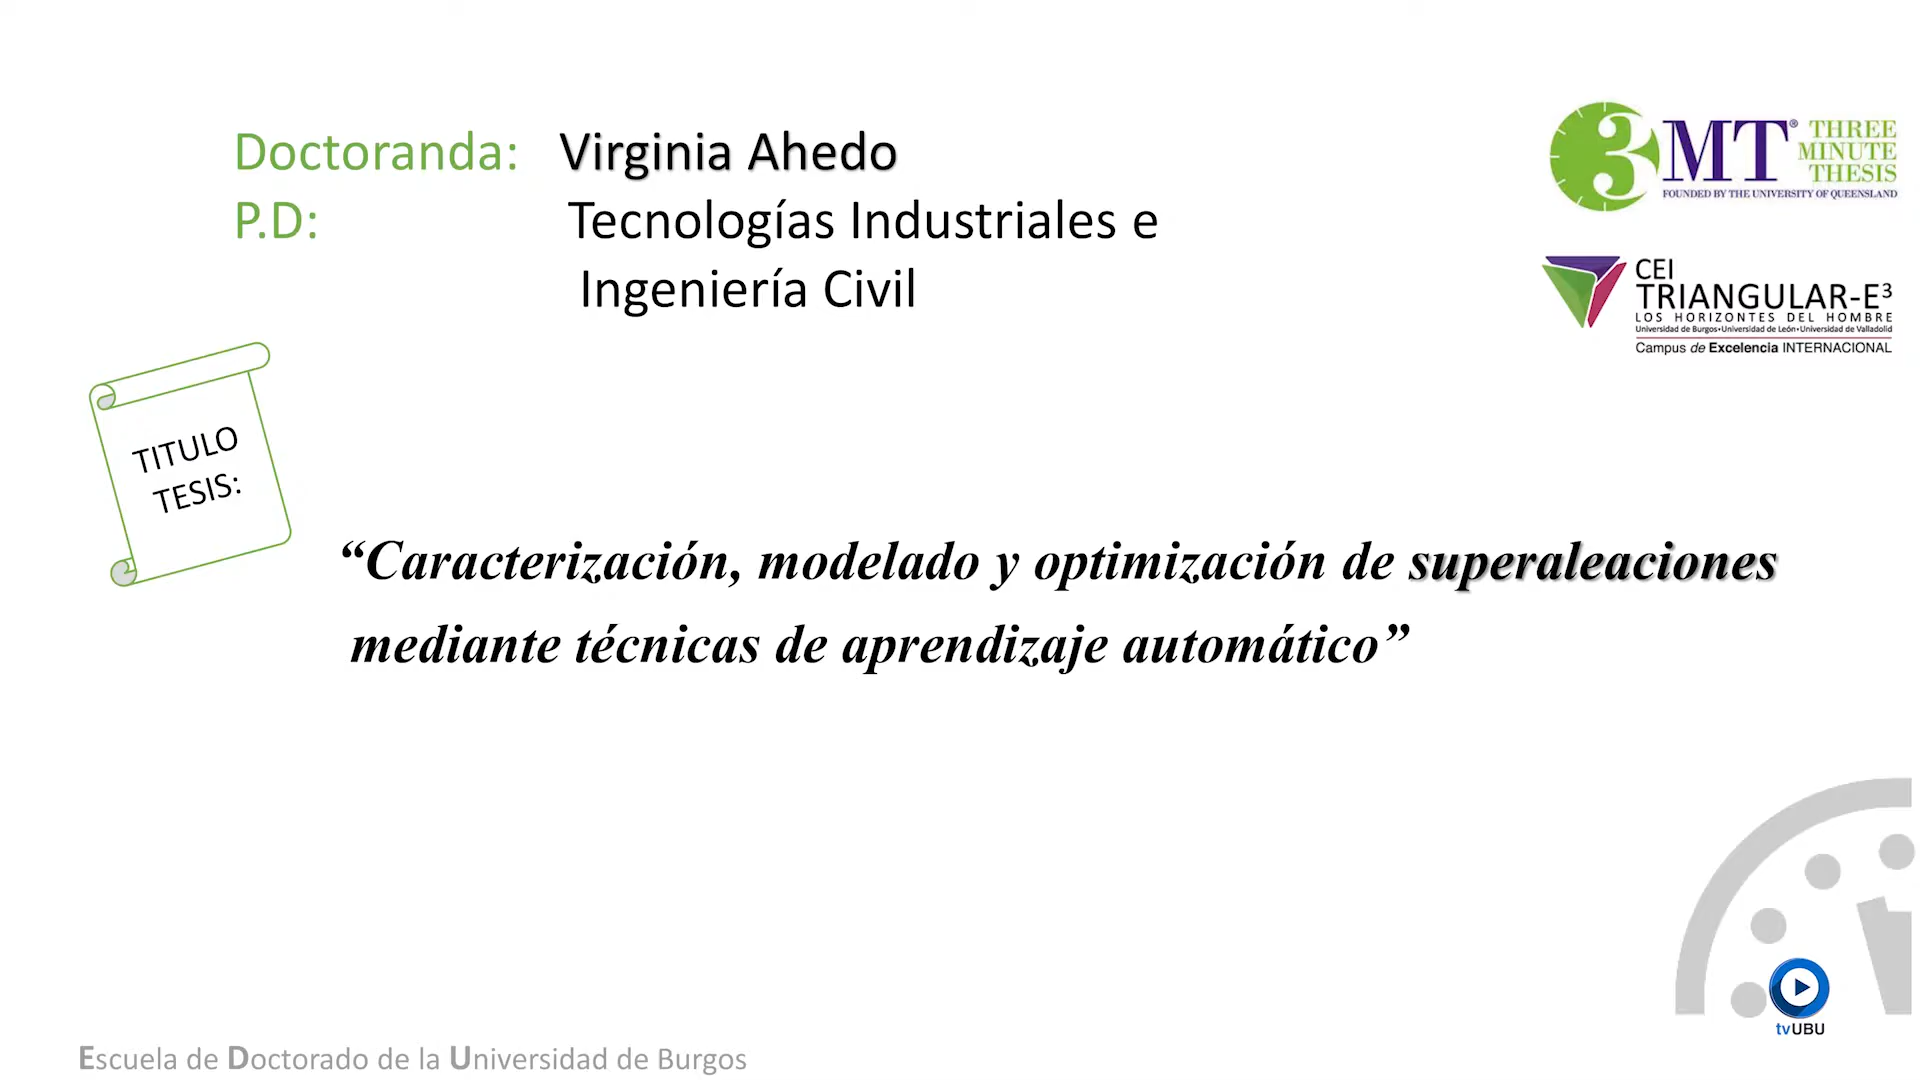 Doctoranda: Virginia Ahedo
P.D: Tecnologías Industriales e
Ingeniería Civil
3MT® THREE
MINUTE
THESIS
FOUNDED BY THE UNIVERSITY OF QUEENSLAND
CEI
TRIANGULAR-E³
LOS HORIZONTES DEL HOMBRE
Universidad de Burgos•Universidad de León•Universidad de Valladolid
Campus de Excelencia INTERNACIONAL
TITULO
TESIS:
“Caracterización, modelado y optimización de superaleaciones
mediante técnicas de aprendizaje automático”
tvUBU
Escuela de Doctorado de la Universidad de Burgos